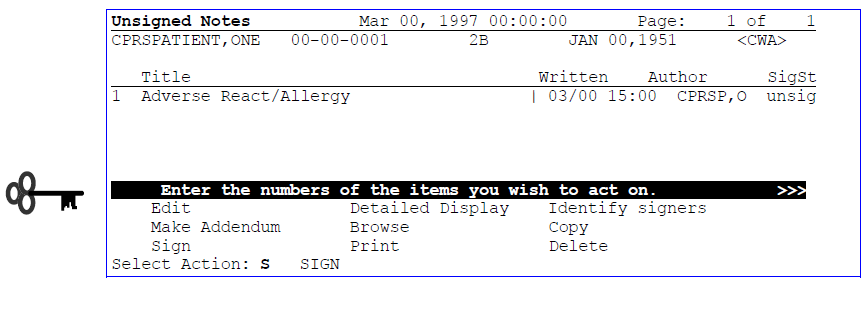 Unsigned Notes Mar 00, 1997 00:00:00 Page: 1 of 1
CPRSPATIENT,ONE 00-00-0001 2B JAN 00,1951 <CWA>
Title Written Author SigSt
1 Adverse React/Allergy | 03/00 15:00 CPRSP,O unsig
Enter the numbers of the items you wish to act on. >>>
Edit Detailed Display Identify signers
Make Addendum Browse Copy
Sign Print Delete
Select Action: S SIGN